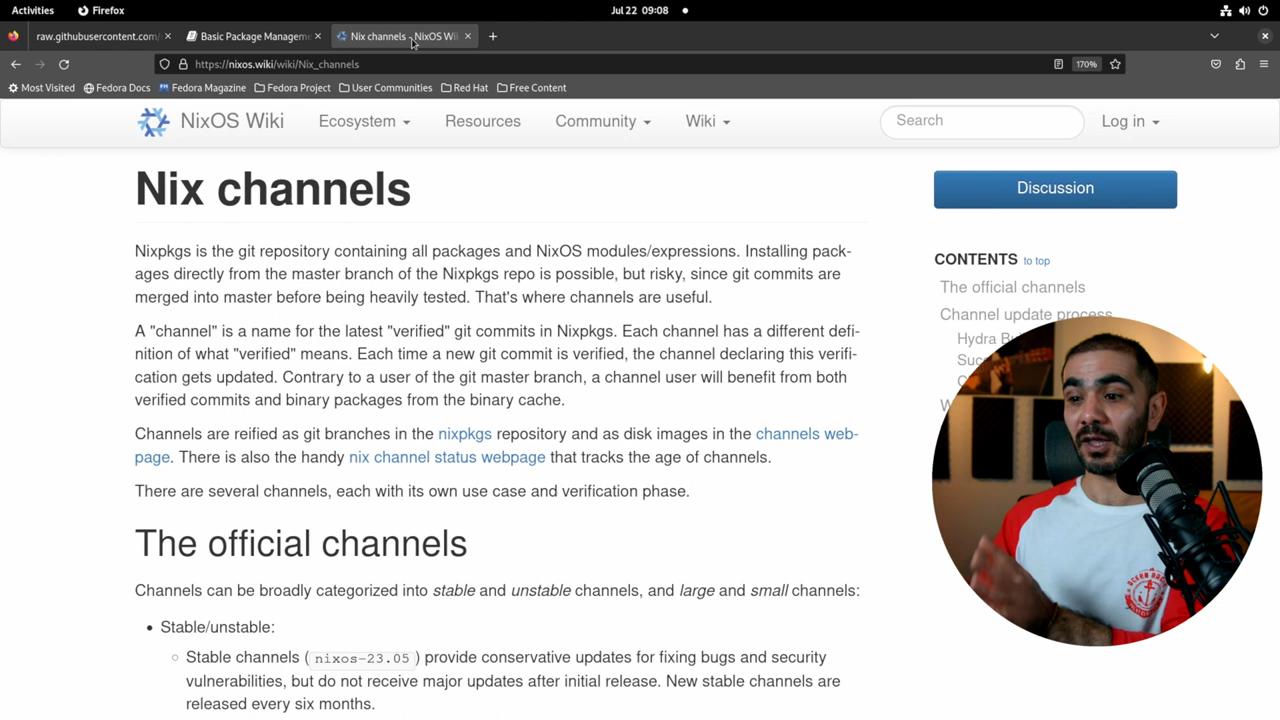 Activities
Firefox
Jul 22 09:08
raw.githubusercontent.com/
Basic Package Managem
Nix channels - NixOS Wi
https://nixos.wiki/wiki/Nix_channels
170%
Most Visited
Fedora Docs
Fedora Magazine
Fedora Project
User Communities
Red Hat
Free Content
NixOS Wiki
Ecosystem
Resources
Community
Wiki
Search
Log in
Nix channels
Nixpkgs is the git repository containing all packages and NixOS modules/expressions. Installing pack-
ages directly from the master branch of the Nixpkgs repo is possible, but risky, since git commits are
merged into master before being heavily tested. That's where channels are useful.
A "channel" is a name for the latest "verified" git commits in Nixpkgs. Each channel has a different defi-
nition of what "verified" means. Each time a new git commit is verified, the channel declaring this verifi-
cation gets updated. Contrary to a user of the git master branch, a channel user will benefit from both
verified commits and binary packages from the binary cache.
Channels are reified as git branches in the nixpkgs repository and as disk images in the channels web-
page. There is also the handy nix channel status webpage that tracks the age of channels.
There are several channels, each with its own use case and verification phase.
The official channels
Channels can be broadly categorized into stable and unstable channels, and large and small channels:
• Stable/unstable:
○ Stable channels (nixos-23.05) provide conservative updates for fixing bugs and security
vulnerabilities, but do not receive major updates after initial release. New stable channels are
released every six months.
Discussion
CONTENTS to top
The official channels
Channel update process
Hydra Bu
Suc